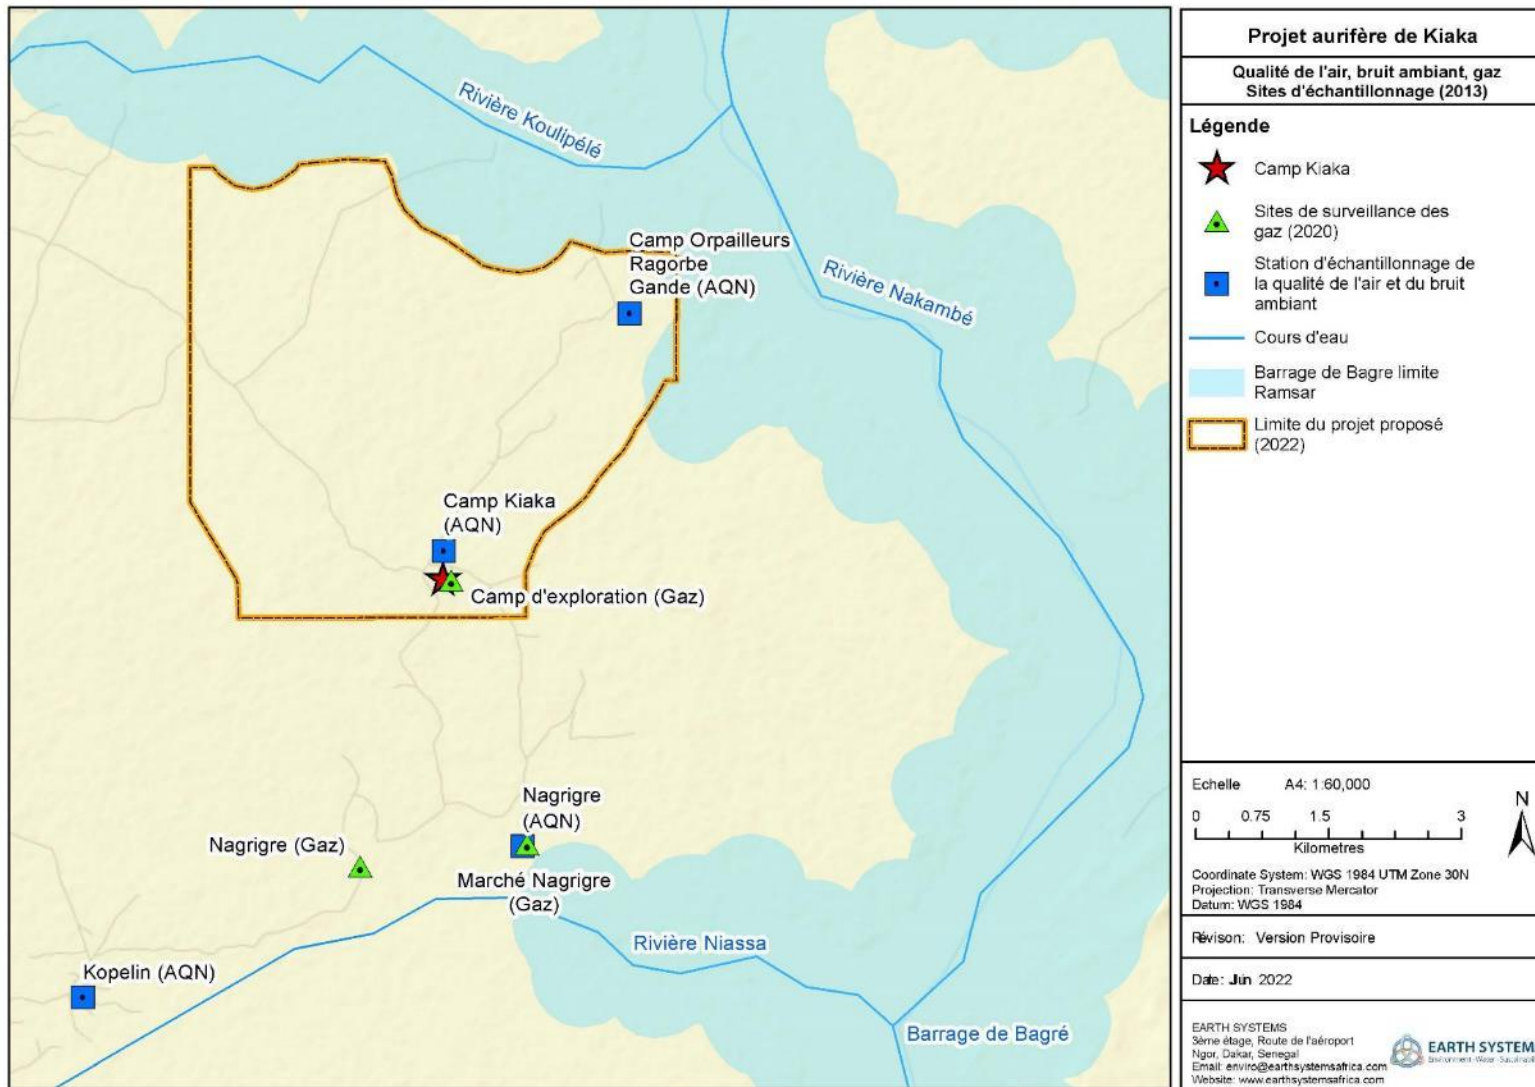 Projet aurifère de Kiaka
Qualité de l'air, bruit ambiant, gaz
Sites d'échantillonnage (2013)
Légende
Camp Kiaka
Sites de surveillance des
gaz (2020)
Station d'échantillonnage de
la qualité de l'air et du bruit
ambiant
Cours d'eau
Barrage de Bagre limite
Ramsar
Limite du projet proposé
(2022)
Rivière Koulipélé
Camp Orpailleurs
Ragorbe
Gande (AQN)
Rivière Nakambé
Camp Kiaka
(AQN)
Camp d'exploration (Gaz)
Nagrigre
(AQN)
Nagrigre (Gaz)
Marché Nagrigre
(Gaz)
Rivière Niassa
Kopelin (AQN)
Barrage de Bagré
Echelle A4: 1:60,000
0 0.75 1.5 3
Kilometres
N
Coordinate System: WGS 1984 UTM Zone 30N
Projection: Transverse Mercator
Datum: WGS 1984
Révison: Version Provisoire
Date: Jun 2022
EARTH SYSTEMS
3ème étage, Route de l'aéroport
Ngor, Dakar, Senegal
Email: enviro@earthsystemsafrica.com
Website: www.earthsystemsafrica.com
EARTH SYSTEM